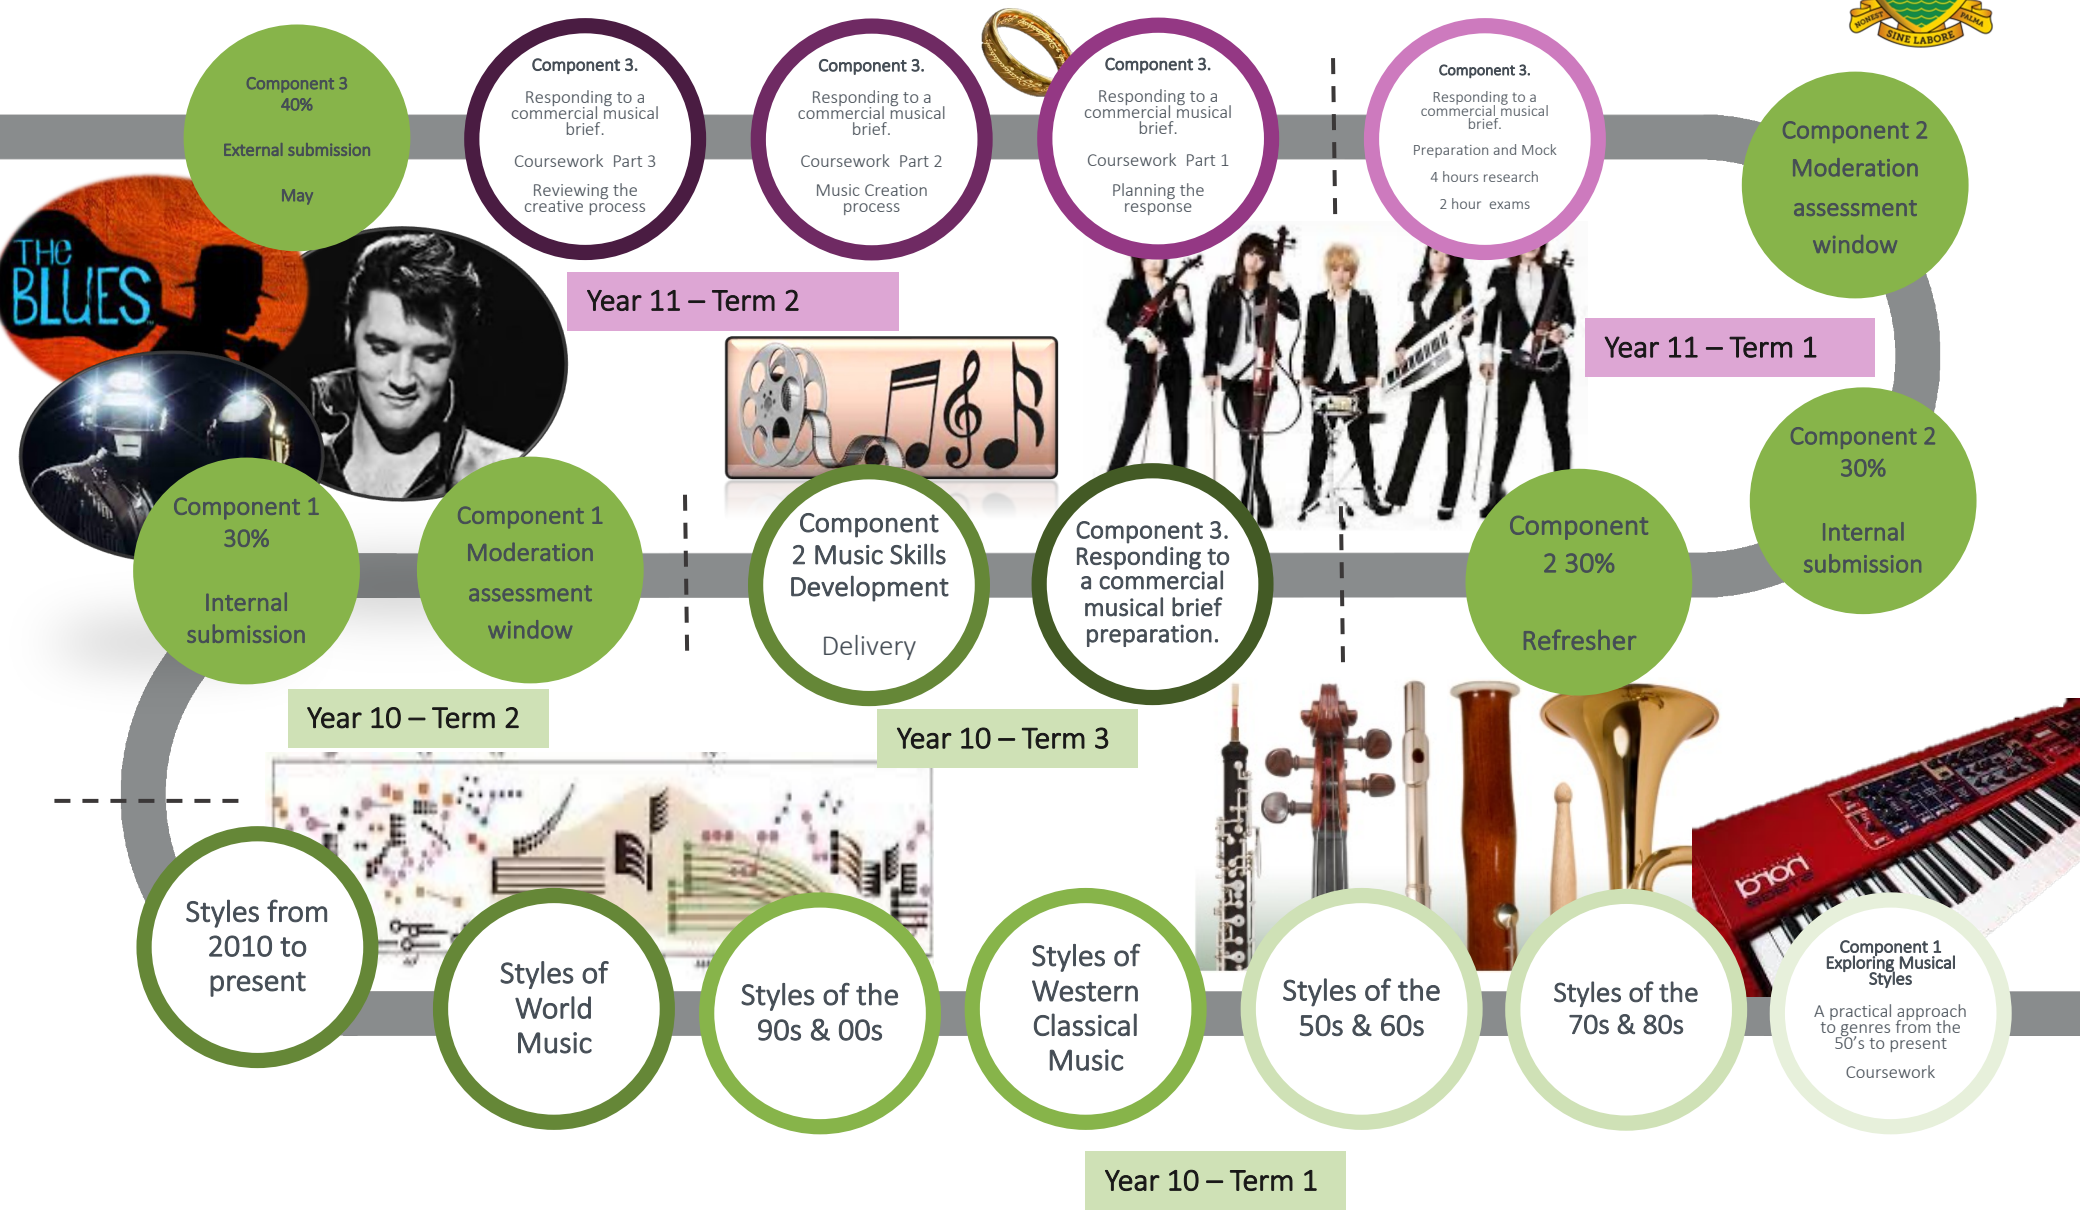 NONEST
PALMA
SINE LABORE
Component 3
40%
External submission
May
Component 3.
Responding to a
commercial musical
brief.
Coursework Part 3
Reviewing the
creative process
Component 3.
Responding to a
commercial musical
brief.
Coursework Part 2
Music Creation
process
Component 3.
Responding to a
commercial musical
brief.
Coursework Part 1
Planning the
response
Component 3.
Responding to a
commercial musical
brief.
Preparation and Mock
4 hours research
2 hour exams
Component 2
Moderation
assessment
window
THE
BLUES
Year 11 – Term 2
Year 11 – Term 1
Component 1
30%
Internal
submission
Component 1
Moderation
assessment
window
Component
2 Music Skills
Development
Delivery
Component 3.
Responding to
a commercial
musical brief
preparation.
Component
2 30%
Refresher
Component 2
30%
Internal
submission
Year 10 – Term 2
Year 10 – Term 3
nord
Styles from
2010 to
present
Styles of
World
Music
Styles of the
90s & 00s
Styles of
Western
Classical
Music
Styles of the
50s & 60s
Styles of the
70s & 80s
Component 1
Exploring Musical
Styles
A practical approach
to genres from the
50’s to present
Coursework
Year 10 – Term 1